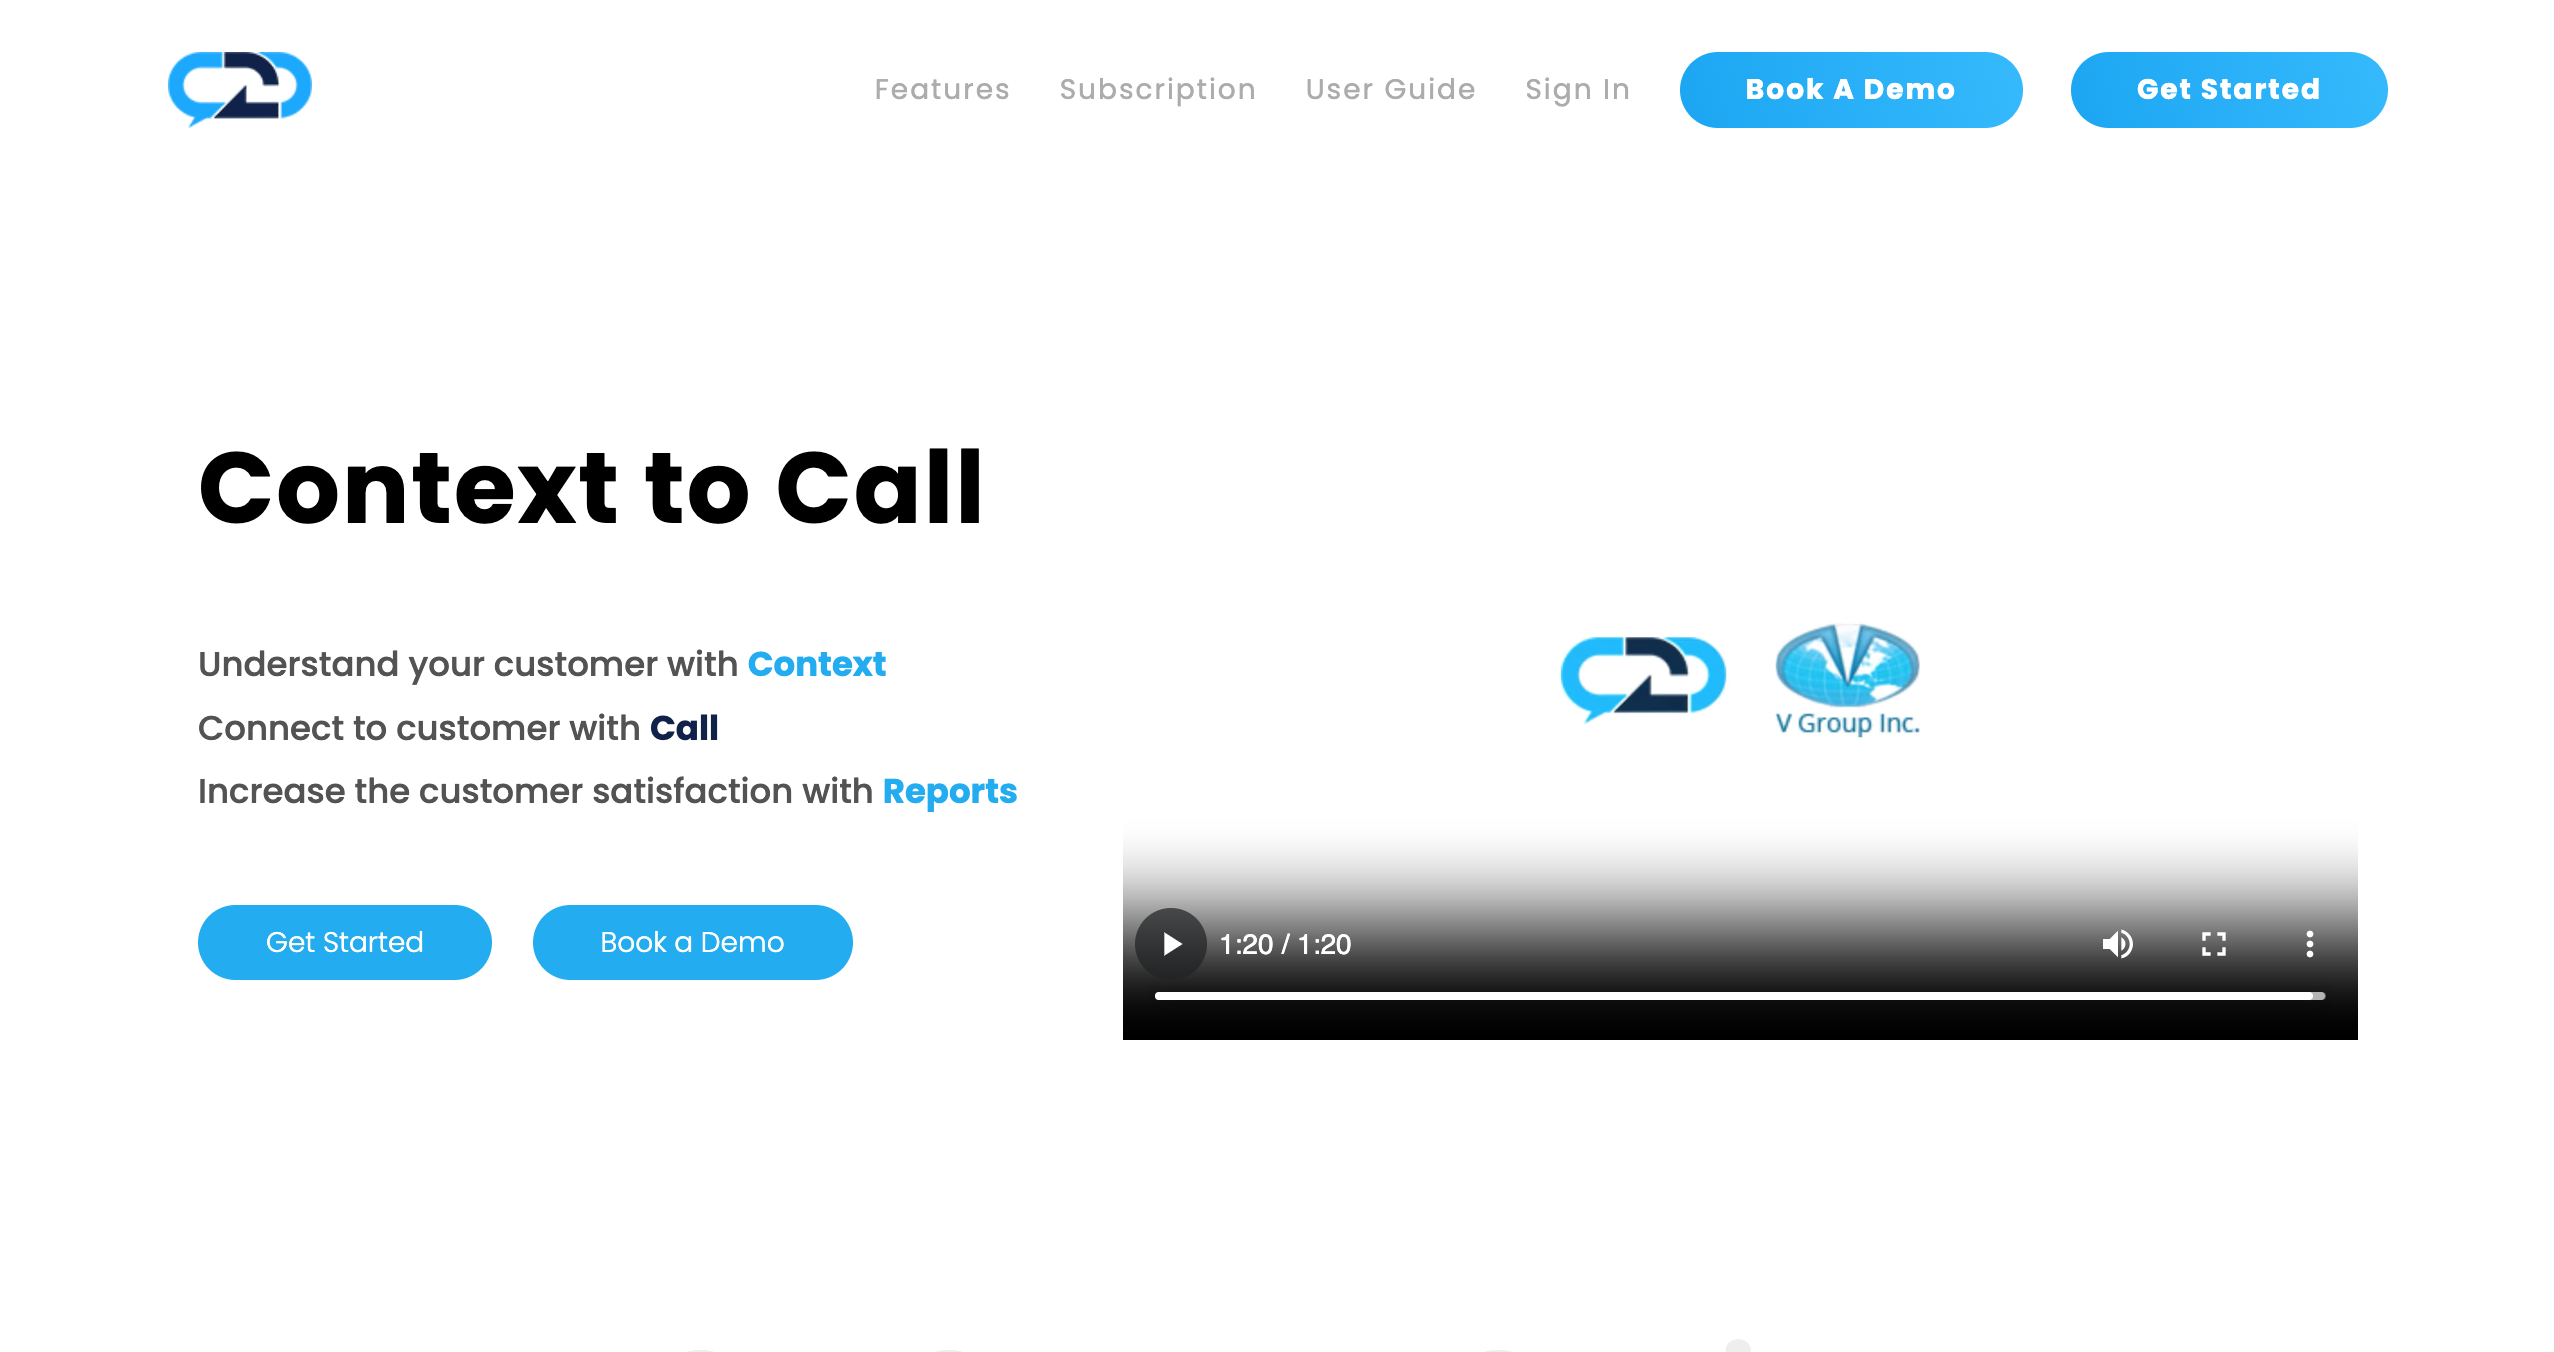 Features Subscription User Guide Sign In Book A Demo Get Started
Context to Call
Understand your customer with Context
Connect to customer with Call
Increase the customer satisfaction with Reports
Get Started Book a Demo
V Group Inc.
1:20 / 1:20